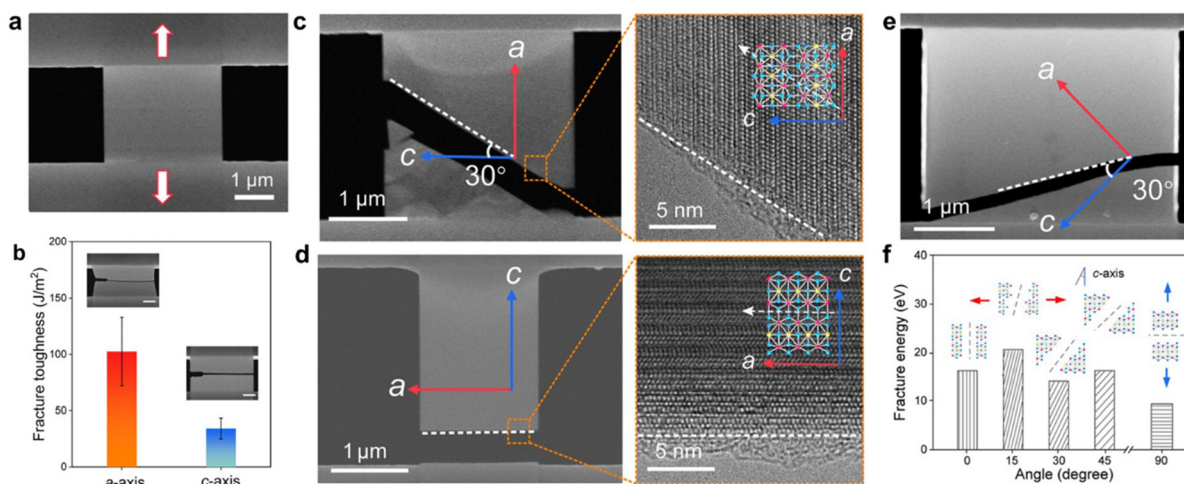 a
1 μm
b
Fracture toughness (J/m²)
200
150
100
50
0
a-axis
c-axis
c
a
c
30°
1 μm
a
c
5 nm
d
c
a
1 μm
c
a
5 nm
e
a
c
30°
1 μm
f
Fracture energy (eV)
40
30
20
10
0
c-axis
0
15
30
45
90
Angle (degree)